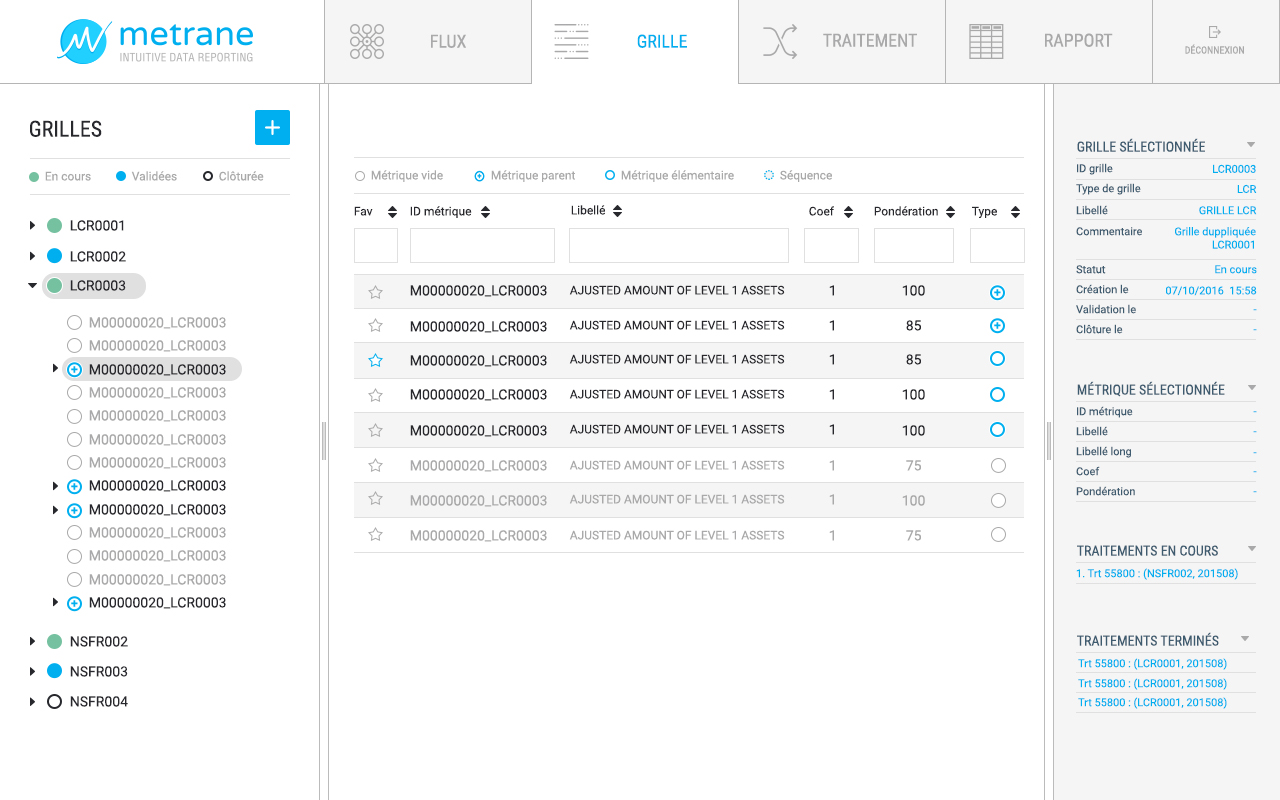 metrane
INTUITIVE DATA REPORTING
FLUX
GRILLE
TRAITEMENT
RAPPORT
DÉCONNEXION
GRILLES
En cours
Validées
Clôturée
LCR0001
LCR0002
LCR0003
M00000020_LCR0003
M00000020_LCR0003
M00000020_LCR0003
M00000020_LCR0003
M00000020_LCR0003
M00000020_LCR0003
M00000020_LCR0003
M00000020_LCR0003
M00000020_LCR0003
M00000020_LCR0003
M00000020_LCR0003
M00000020_LCR0003
M00000020_LCR0003
NSFR002
NSFR003
NSFR004
Métrique vide Métrique parent Métrique élémentaire Séquence
Fav ID métrique Libellé Coef Pondération Type
M00000020_LCR0003 AJUSTED AMOUNT OF LEVEL 1 ASSETS 1 100
M00000020_LCR0003 AJUSTED AMOUNT OF LEVEL 1 ASSETS 1 85
M00000020_LCR0003 AJUSTED AMOUNT OF LEVEL 1 ASSETS 1 85
M00000020_LCR0003 AJUSTED AMOUNT OF LEVEL 1 ASSETS 1 100
M00000020_LCR0003 AJUSTED AMOUNT OF LEVEL 1 ASSETS 1 100
M00000020_LCR0003 AJUSTED AMOUNT OF LEVEL 1 ASSETS 1 75
M00000020_LCR0003 AJUSTED AMOUNT OF LEVEL 1 ASSETS 1 100
M00000020_LCR0003 AJUSTED AMOUNT OF LEVEL 1 ASSETS 1 75
GRILLE SÉLECTIONNÉE
ID grille LCR0003
Type de grille LCR
Libellé GRILLE LCR
Commentaire Grille duppliquée
LCR0001
Statut En cours
Création le 07/10/2016 15:58
Validation le -
Clôture le -
MÉTRIQUE SÉLECTIONNÉE
ID métrique -
Libellé -
Libellé long -
Coef -
Pondération -
TRAITEMENTS EN COURS
1. Trt 55800 : (NSFR002, 201508)
TRAITEMENTS TERMINÉS
Trt 55800 : (LCR0001, 201508)
Trt 55800 : (LCR0001, 201508)
Trt 55800 : (LCR0001, 201508)